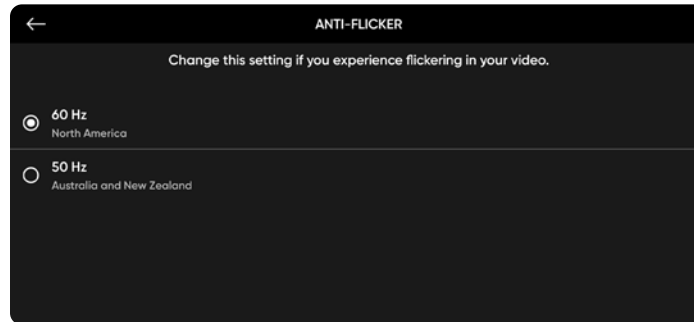 ANTI-FLICKER
Change this setting if you experience flickering in your video.
60 Hz
North America
50 Hz
Australia and New Zealand